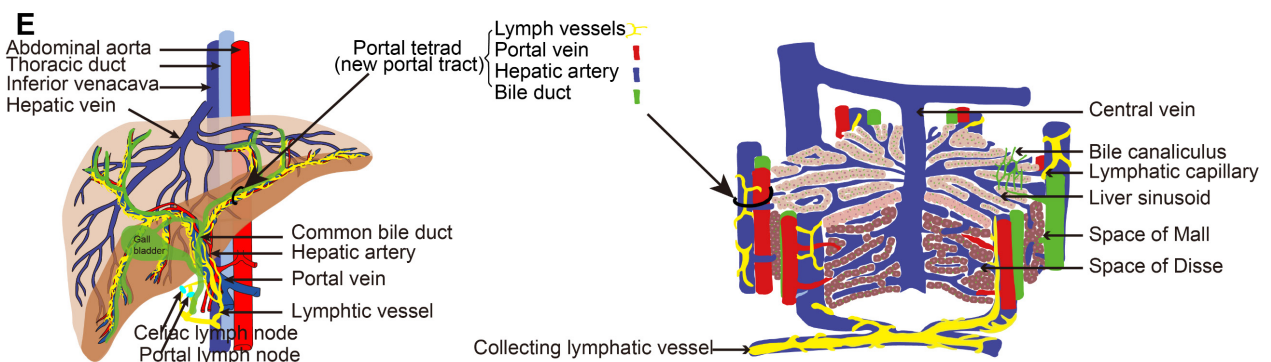 E
Abdominal aorta
Thoracic duct
Inferior venacava
Hepatic vein
Portal tetrad
(new portal tract)
Lymph vessels
Portal vein
Hepatic artery
Bile duct
Gall
bladder
Common bile duct
Hepatic artery
Portal vein
Lymphtic vessel
Celiac lymph node
Portal lymph node
Central vein
Bile canaliculus
Lymphatic capillary
Liver sinusoid
Space of Mall
Space of Disse
Collecting lymphatic vessel